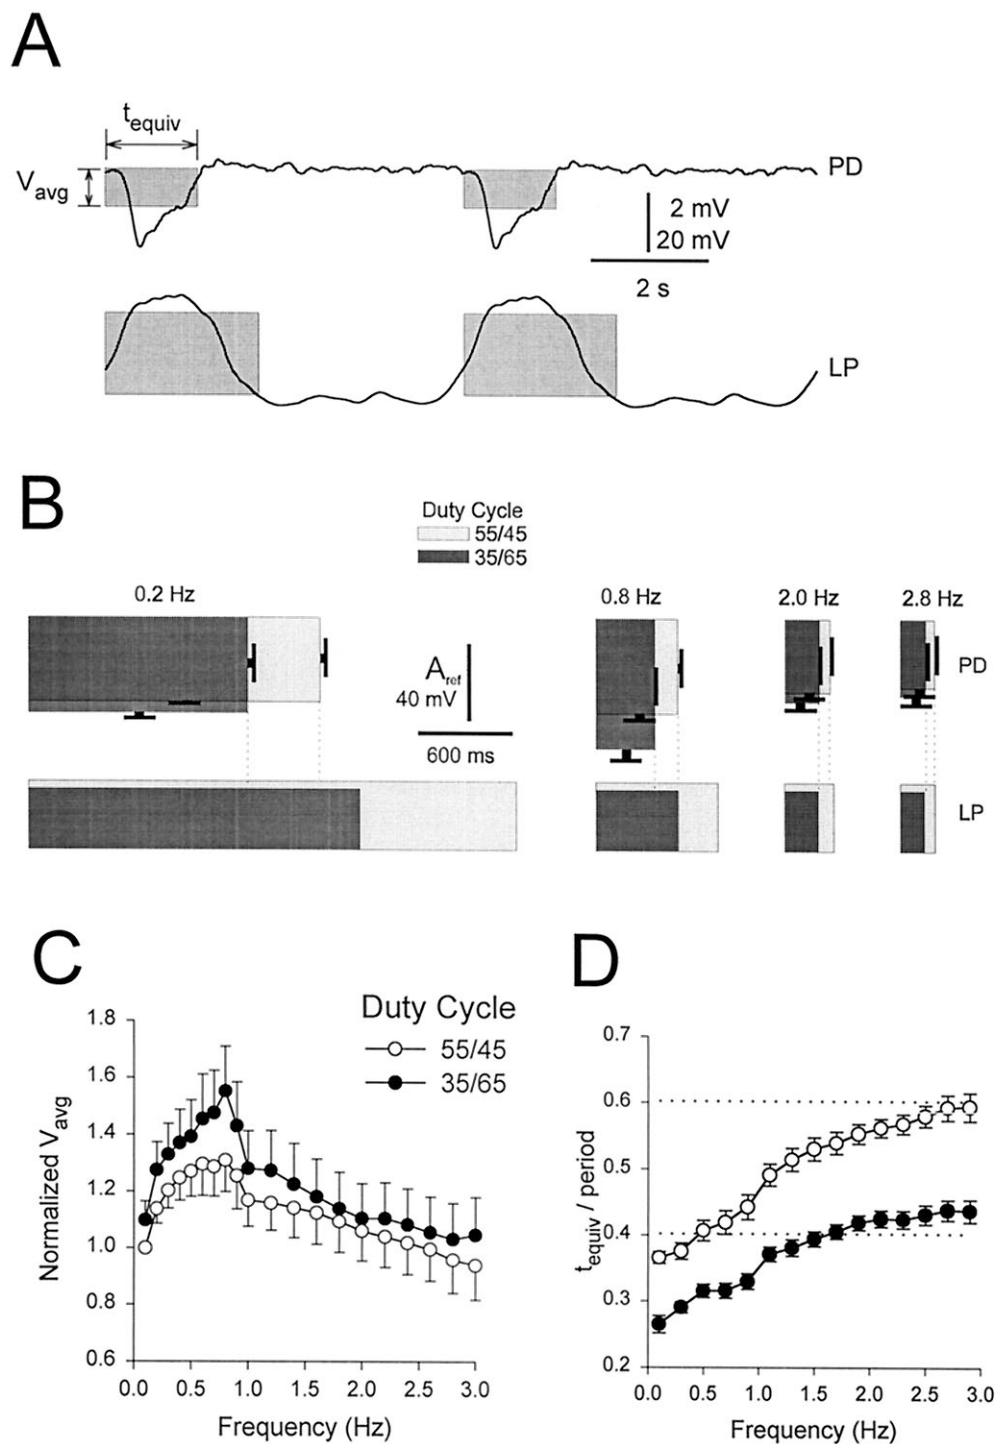 A
t equiv
V avg
PD
2 mV
20 mV
2 s
LP
B
Duty Cycle
55/45
35/65
0.2 Hz
0.8 Hz
2.0 Hz
2.8 Hz
A ref
40 mV
600 ms
PD
LP
C
Duty Cycle
55/45
35/65
Normalized V avg
1.8
1.6
1.4
1.2
1.0
0.8
0.6
0.0 0.5 1.0 1.5 2.0 2.5 3.0
Frequency (Hz)
D
t equiv / period
0.7
0.6
0.5
0.4
0.3
0.2
0.0 0.5 1.0 1.5 2.0 2.5 3.0
Frequency (Hz)